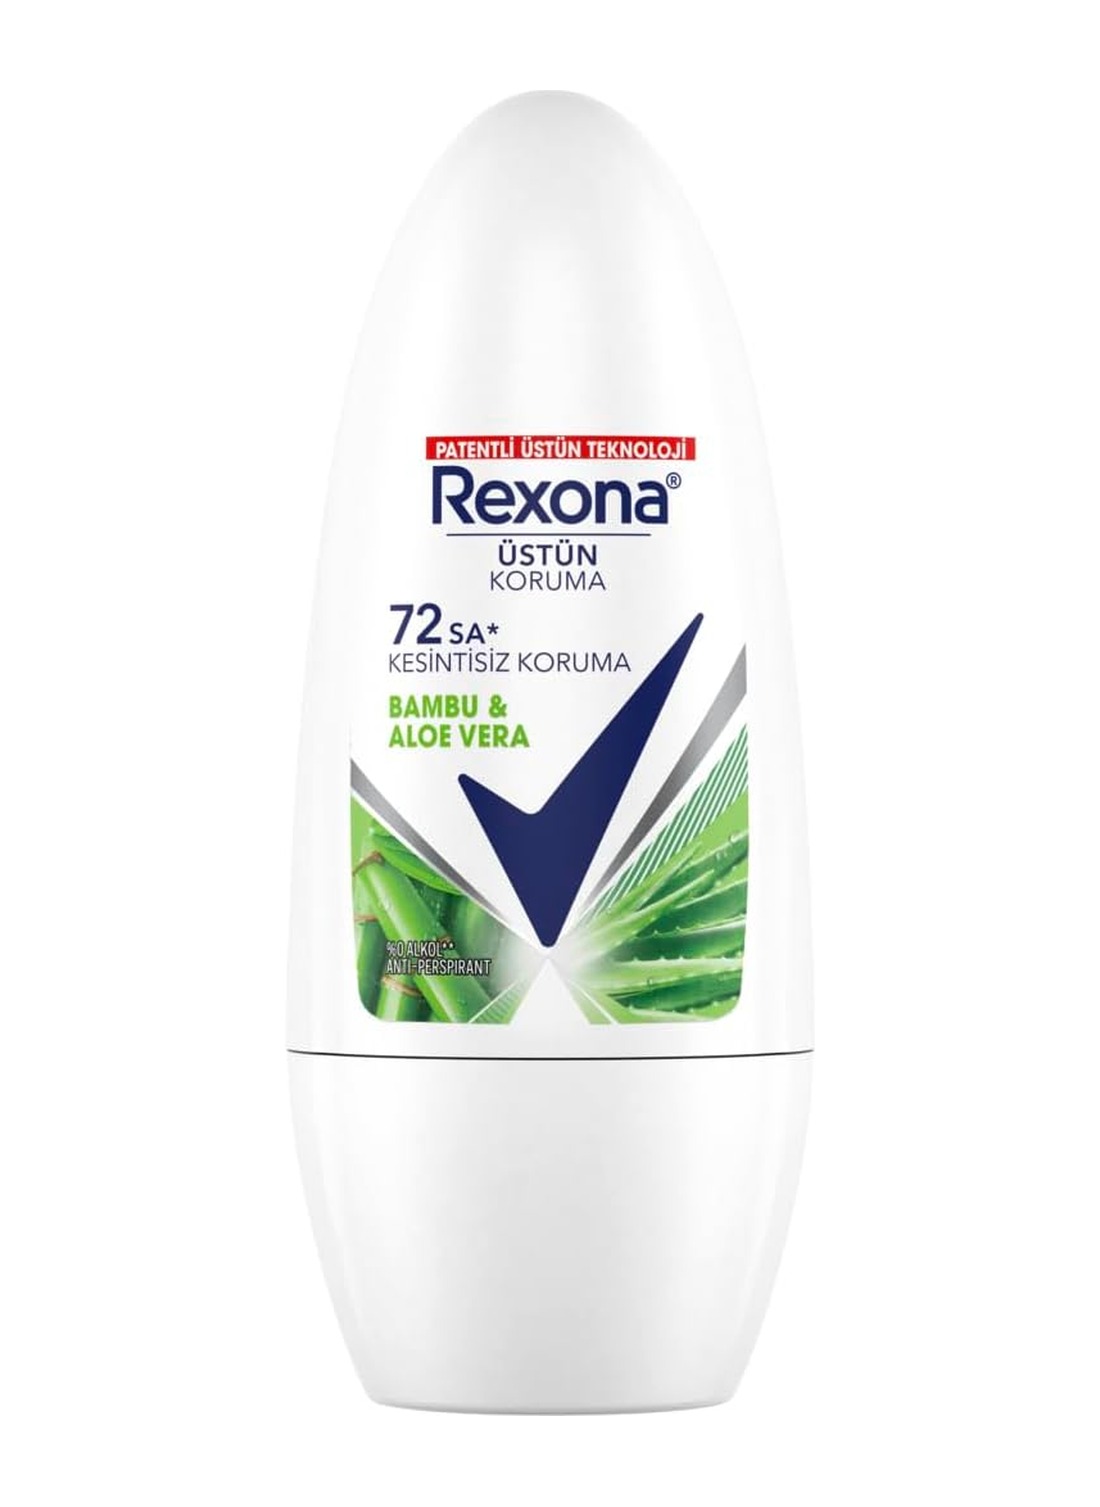 PATENTLİ ÜSTÜN TEKNOLOJİ
Rexona®
ÜSTÜN
KORUMA
72 SA*
KESİNTİSİZ KORUMA
BAMBU &
ALOE VERA
%0 ALKOL**
ANTI-PERSPIRANT